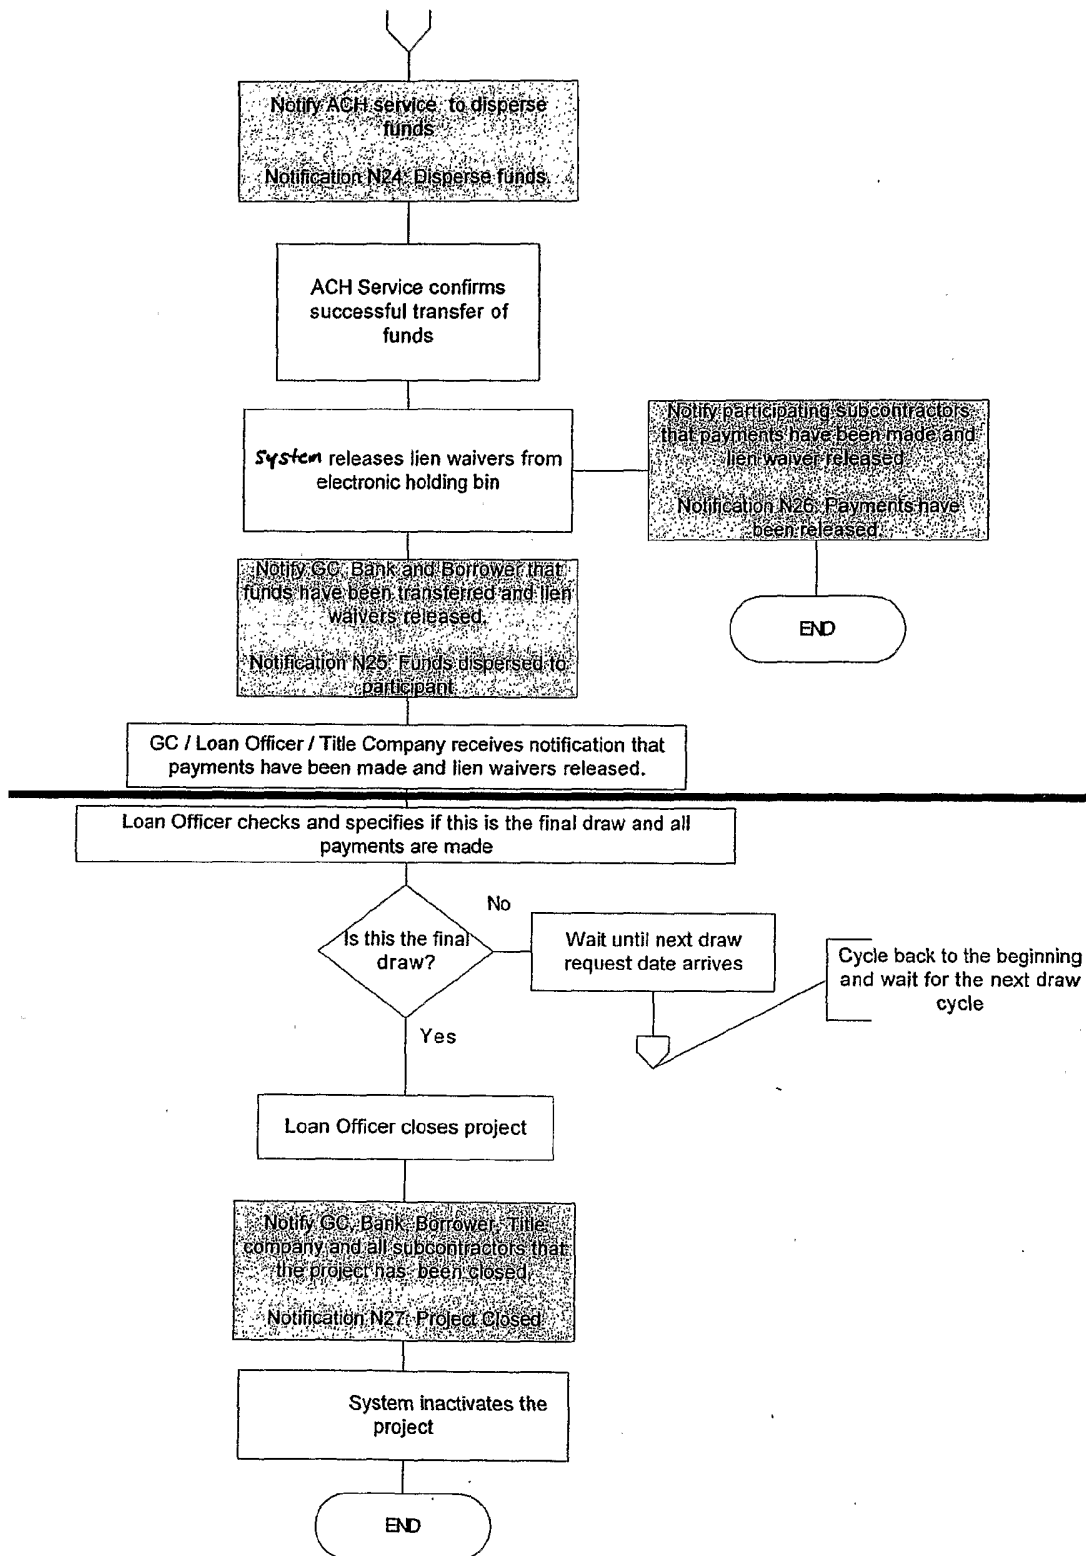 Notify ACH service to disperse
funds
Notification N24: Disperse funds
ACH Service confirms
successful transfer of
funds
System releases lien waivers from
electronic holding bin
Notify participating subcontractors
that payments have been made and
lien waiver released
Notification N26: Payments have
been released.
END
Notify GC, Bank and Borrower that
funds have been transferred and lien
waivers released.
Notification N25: Funds dispersed to
participant
GC / Loan Officer / Title Company receives notification that
payments have been made and lien waivers released.
Loan Officer checks and specifies if this is the final draw and all
payments are made
Is this the final
draw?
No
Wait until next draw
request date arrives
Cycle back to the beginning
and wait for the next draw
cycle
Yes
Loan Officer closes project
Notify GC, Bank, Borrower, Title
company and all subcontractors that
the project has been closed.
Notification N27: Project Closed
System inactivates the
project
END